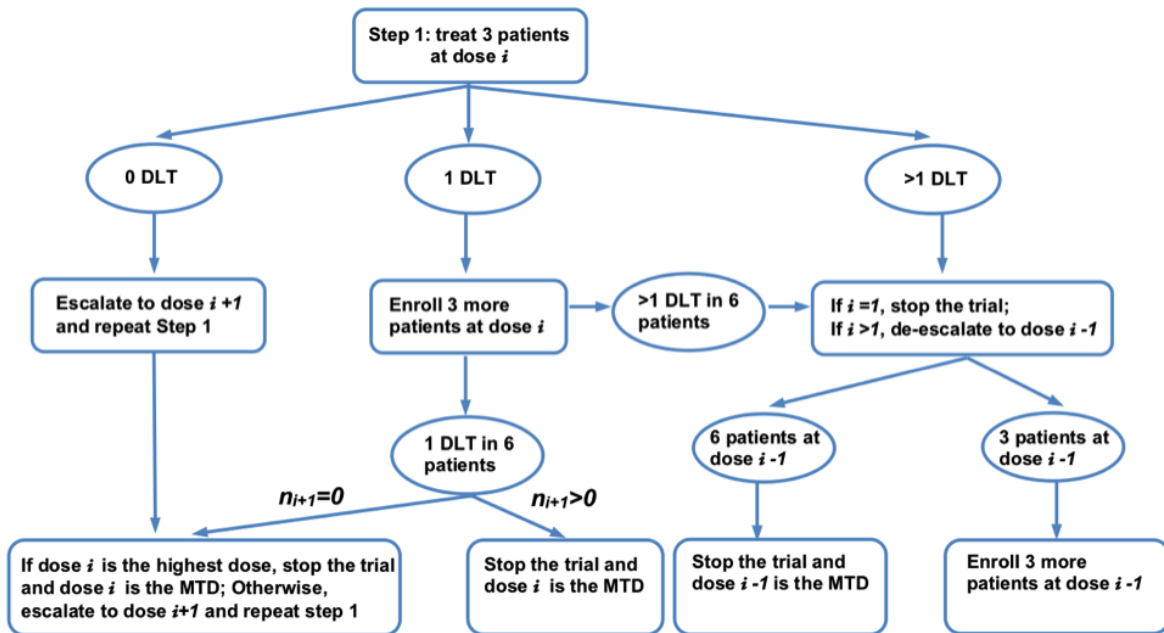 Step 1: treat 3 patients
at dose i
0 DLT
1 DLT
>1 DLT
Escalate to dose i +1
and repeat Step 1
Enroll 3 more
patients at dose i
>1 DLT in 6
patients
If i =1, stop the trial;
If i >1, de-escalate to dose i -1
1 DLT in 6
patients
6 patients at
dose i -1
3 patients at
dose i -1
n_{i+1}=0
n_{i+1}>0
If dose i is the highest dose, stop the trial
and dose i is the MTD; Otherwise,
escalate to dose i+1 and repeat step 1
Stop the trial and
dose i is the MTD
Stop the trial and
dose i -1 is the MTD
Enroll 3 more
patients at dose i -1